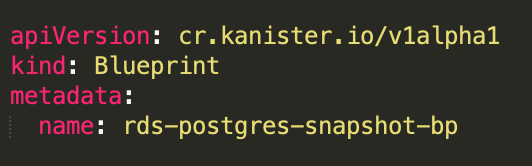 apiVersion: cr.kanister.io/v1alpha1
kind: Blueprint
metadata:
  name: rds-postgres-snapshot-bp